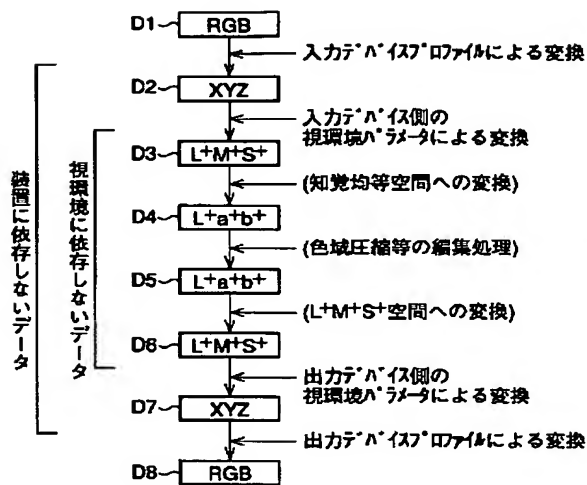 D1 RGB
入力デバイスプロファイルによる変換
D2 XYZ
入力デバイス側の
視環境パラメータによる変換
D3 L+M+S+
(知覚均等空間への変換)
D4 L+a+b+
(色域圧縮等の編集処理)
D5 L+a+b+
(L+M+S+空間への変換)
D6 L+M+S+
出力デバイス側の
視環境パラメータによる変換
D7 XYZ
出力デバイスプロファイルによる変換
D8 RGB
装置に依存しないデータ
視環境に依存しないデータ